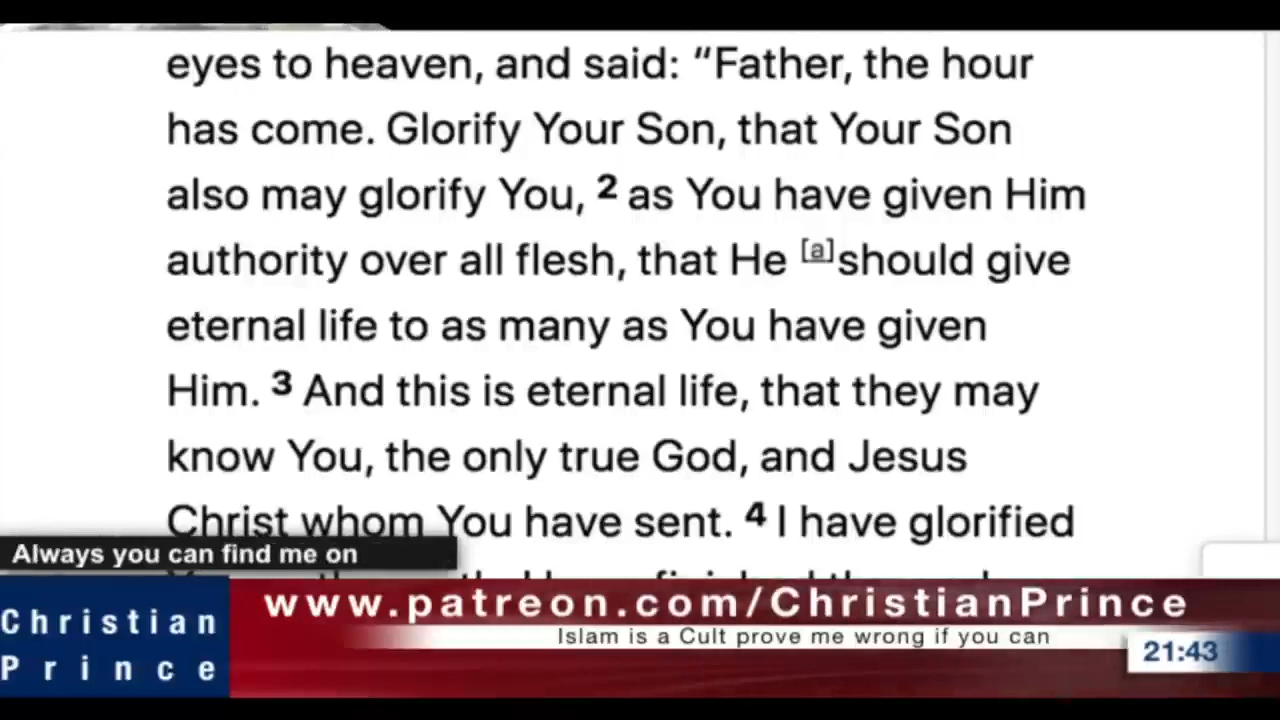 eyes to heaven, and said: “Father, the hour
has come. Glorify Your Son, that Your Son
also may glorify You, 2 as You have given Him
authority over all flesh, that He [a]should give
eternal life to as many as You have given
Him. 3 And this is eternal life, that they may
know You, the only true God, and Jesus
Christ whom You have sent. 4 I have glorified
Always you can find me on
www.patreon.com/ChristianPrince
Islam is a Cult prove me wrong if you can
Christian
Prince
21:43